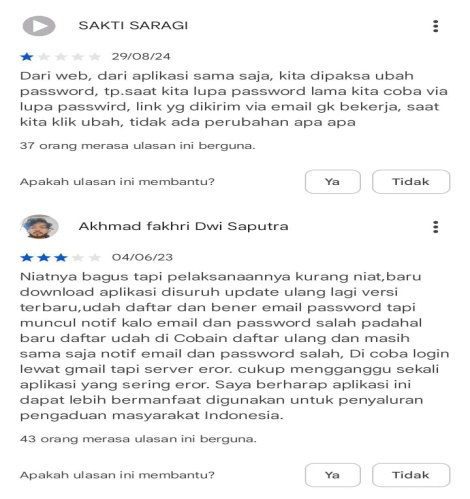 SAKTI SARAGI
29/08/24
Dari web, dari aplikasi sama saja, kita dipaksa ubah
password, tp.saat kita lupa password lama kita coba via
lupa passwird, link yg dikirim via email gk bekerja, saat
kita klik ubah, tidak ada perubahan apa apa
37 orang merasa ulasan ini berguna.
Apakah ulasan ini membantu? Ya Tidak
Akhmad fakhri Dwi Saputra
04/06/23
Niatnya bagus tapi pelaksanaannya kurang niat,baru
download aplikasi disuruh update ulang lagi versi
terbaru,udah daftar dan bener email password tapi
muncul notif kalo email dan password salah padahal
baru daftar udah di Cobain daftar ulang dan masih
sama saja notif email dan password salah, Di coba login
lewat gmail tapi server eror. cukup mengganggu sekali
aplikasi yang sering eror. Saya berharap aplikasi ini
dapat lebih bermanfaat digunakan untuk penyaluran
pengaduan masyarakat Indonesia.
43 orang merasa ulasan ini berguna.
Apakah ulasan ini membantu? Ya Tidak